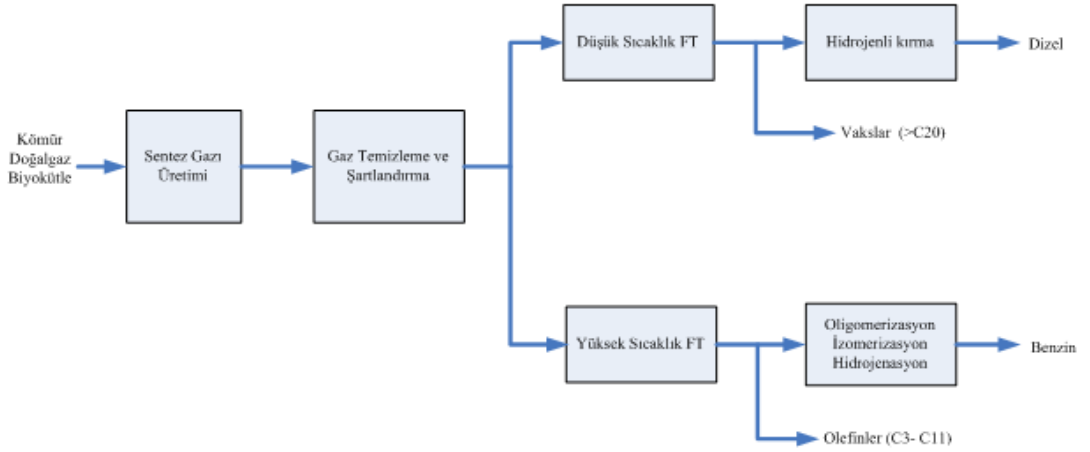 Kömür
Doğalgaz
Biyokütle
Sentez Gazı
Üretimi
Gaz Temizleme ve
Şartlandırma
Düşük Sıcaklık FT
Hidrojenli kırma
Dizel
Vakslar (>C20)
Yüksek Sıcaklık FT
Oligomerizasyon
İzomerizasyon
Hidrojenasyon
Benzin
Olefinler (C3- C11)